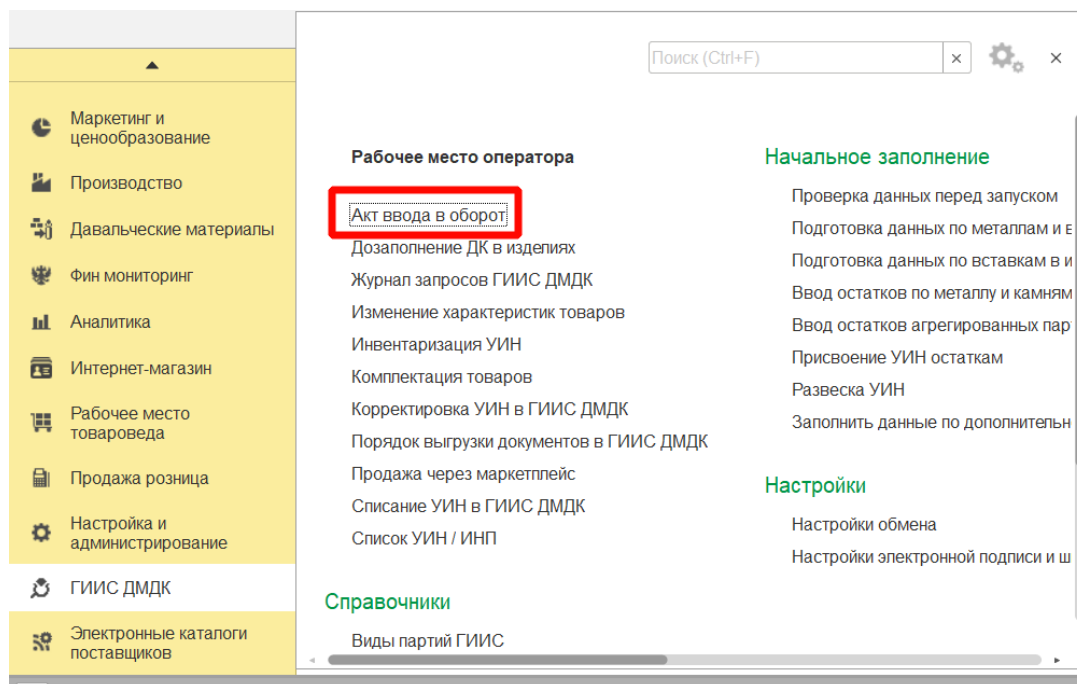 Поиск (Ctrl+F)
Маркетинг и
ценообразование
Производство
Давальческие материалы
Фин мониторинг
Аналитика
Интернет-магазин
Рабочее место
товароведа
Продажа розница
Настройка и
администрирование
ГИИС ДМДК
Электронные каталоги
поставщиков
Рабочее место оператора
Акт ввода в оборот
Дозаполнение ДК в изделиях
Журнал запросов ГИИС ДМДК
Изменение характеристик товаров
Инвентаризация УИН
Комплектация товаров
Корректировка УИН в ГИИС ДМДК
Порядок выгрузки документов в ГИИС ДМДК
Продажа через маркетплейс
Списание УИН в ГИИС ДМДК
Список УИН / ИНП
Справочники
Виды партий ГИИС
Начальное заполнение
Проверка данных перед запуском
Подготовка данных по металлам и в
Подготовка данных по вставкам в и
Ввод остатков по металлу и камням
Ввод остатков агрегированных пар
Присвоение УИН остаткам
Развеска УИН
Заполнить данные по дополнительн
Настройки
Настройки обмена
Настройки электронной подписи и ш